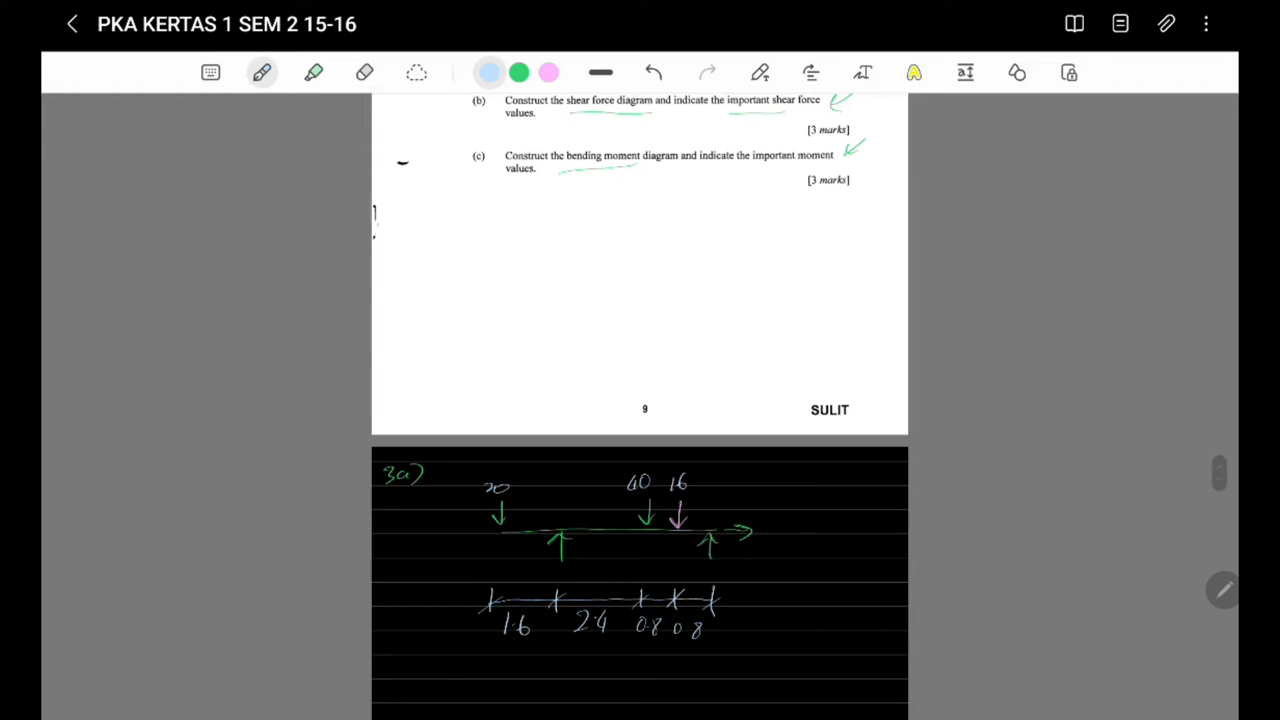 PKA KERTAS 1 SEM 2 15-16
(b) Construct the shear force diagram and indicate the important shear force
values.
[3 marks]
(c) Construct the bending moment diagram and indicate the important moment
values.
[3 marks]
9 SULIT
3a)
20 40 16
1.6 2.4 0.8 0.8